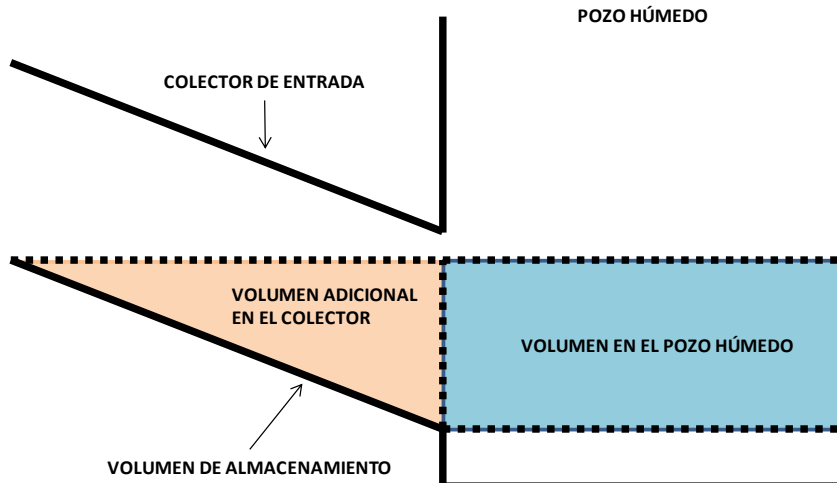 POZO HÚMEDO
COLECTOR DE ENTRADA
VOLUMEN ADICIONAL
EN EL COLECTOR
VOLUMEN EN EL POZO HÚMEDO
VOLUMEN DE ALMACENAMIENTO